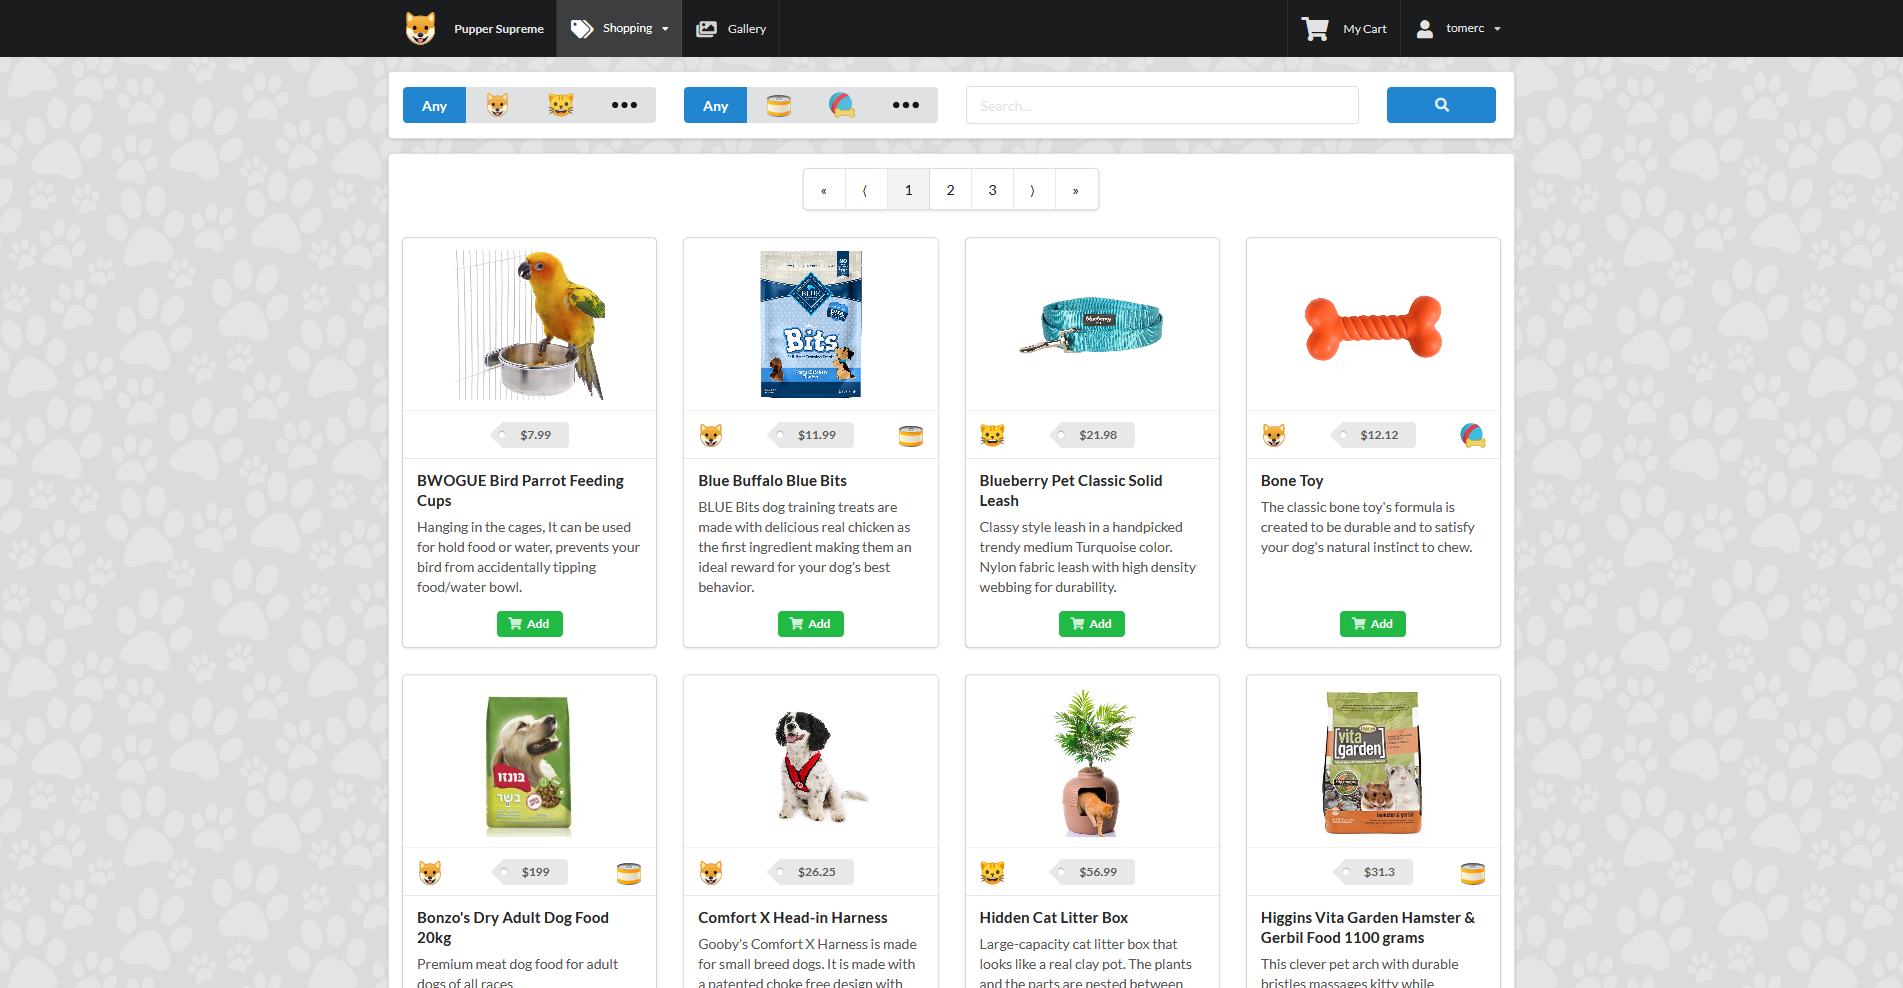 Pupper Supreme
Shopping
Gallery
My Cart
tomerc
Any
Any
Search...
«
⟨
1
2
3
⟩
»
BLUE
Bits
blueberry
$7.99
$11.99
$21.98
$12.12
BWOGUE Bird Parrot Feeding
Cups
Hanging in the cages, It can be used
for hold food or water, prevents your
bird from accidentally tipping
food/water bowl.
Add
Blue Buffalo Blue Bits
BLUE Bits dog training treats are
made with delicious real chicken as
the first ingredient making them an
ideal reward for your dog's best
behavior.
Add
Blueberry Pet Classic Solid
Leash
Classy style leash in a handpicked
trendy medium Turquoise color.
Nylon fabric leash with high density
webbing for durability.
Add
Bone Toy
The classic bone toy's formula is
created to be durable and to satisfy
your dog's natural instinct to chew.
Add
בונזו
בשר
vita
garden
hamster & gerbil
$199
$26.25
$56.99
$31.3
Bonzo's Dry Adult Dog Food
20kg
Premium meat dog food for adult
dogs of all races
Comfort X Head-in Harness
Gooby's Comfort X Harness is made
for small breed dogs. It is made with
a patented choke free design with
Hidden Cat Litter Box
Large-capacity cat litter box that
looks like a real clay pot. The plants
and the parts are nested between
Higgins Vita Garden Hamster &
Gerbil Food 1100 grams
This clever pet arch with durable
bristles massages kitty while